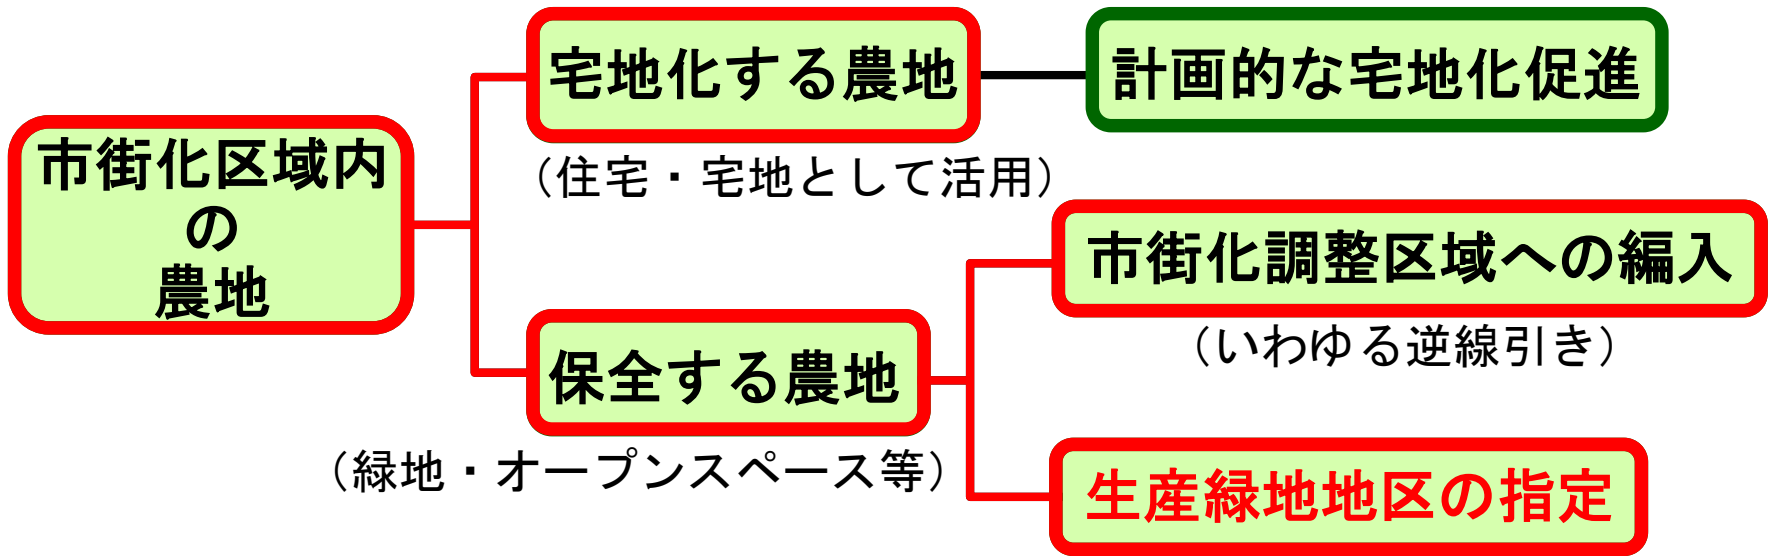 市街化区域内
の
農地
宅地化する農地
（住宅・宅地として活用）
計画的な宅地化促進
保全する農地
（緑地・オープンスペース等）
市街化調整区域への編入
（いわゆる逆線引き）
生産緑地地区の指定